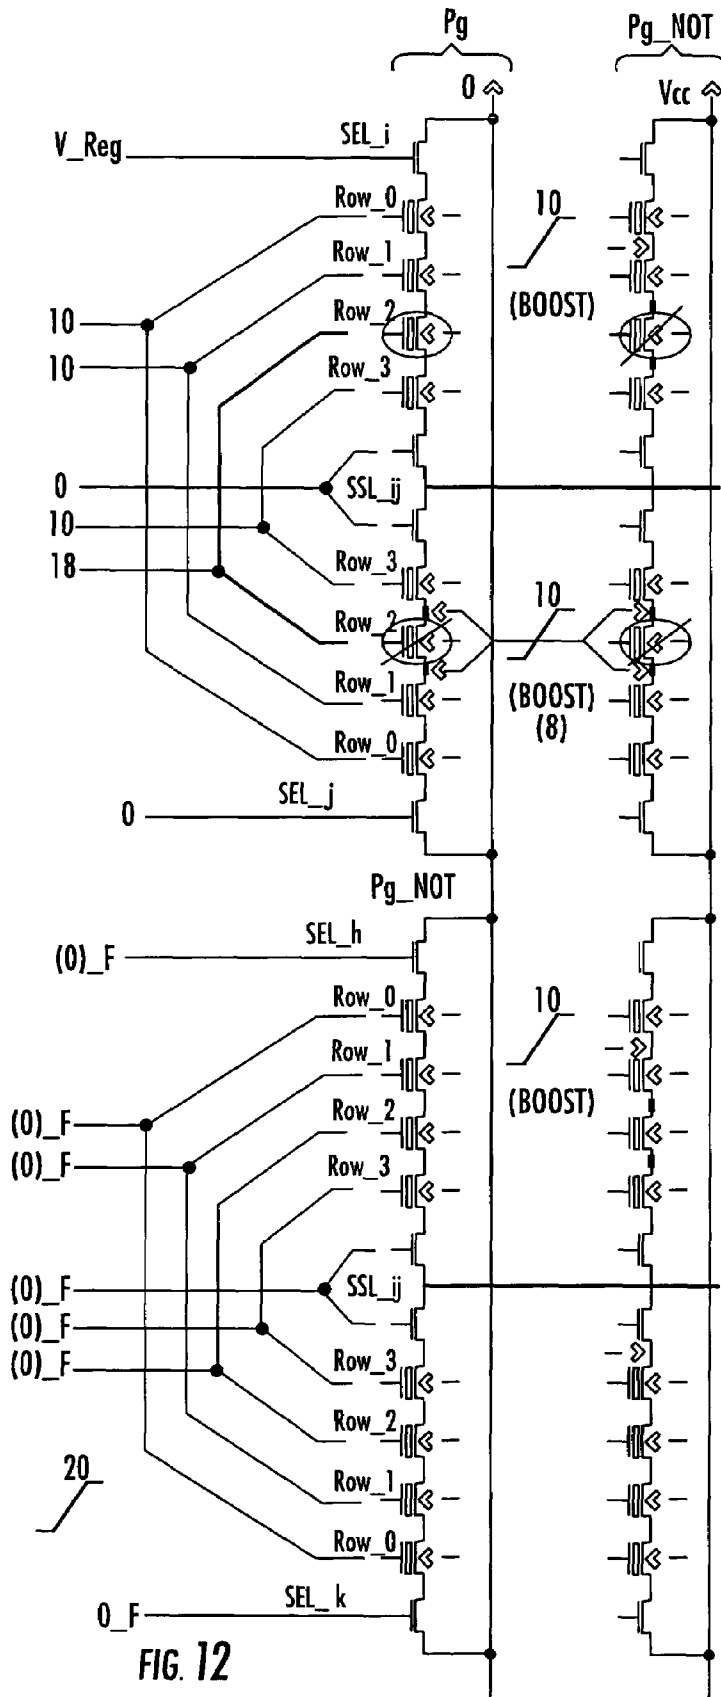 Pg Pg_NOT
0 Vcc
V_Reg SEL_i
Row_0 10
Row_1
(BOOST)
10 Row_2
10
Row_3
0 SSL_ij
10
18
Row_3
10
Row_2
(BOOST)
(8)
Row_1
Row_0
0 SEL_j
Pg_NOT
SEL_h
(0)_F
Row_0 10
Row_1
(BOOST)
(0)_F Row_2
(0)_F Row_3
(0)_F SSL_ij
(0)_F
(0)_F
Row_3
Row_2
20 Row_1
Row_0
0_F SEL_k
FIG. 12